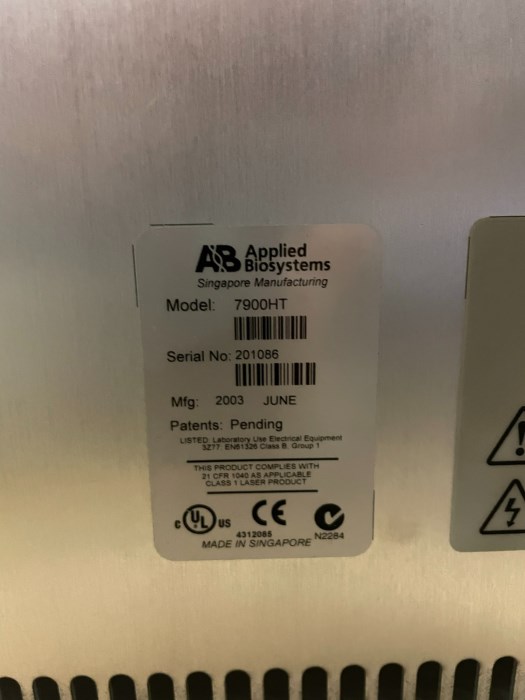 AB Applied
Biosystems
Singapore Manufacturing
Model: 7900HT
Serial No: 201086
Mfg: 2003 JUNE
Patents: Pending
LISTED Laboratory Use Electrical Equipment
3Z77 EN61326 Class B, Group 1
THIS PRODUCT COMPLIES WITH
21 CFR 1040 AS APPLICABLE
CLASS 1 LASER PRODUCT
c UL US CE N2284
4312085
MADE IN SINGAPORE